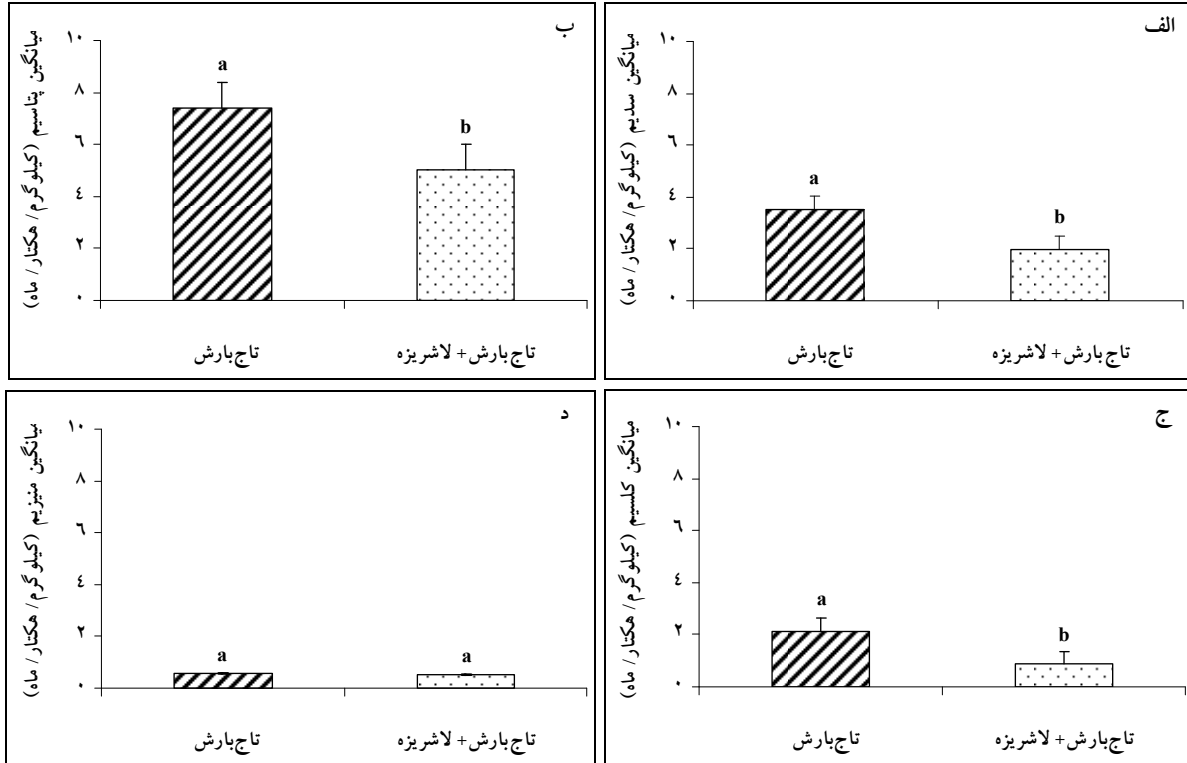 الف
میانگین سدیم (کیلوگرم/ هکتار/ ماه)
۱۰
۸
۶
۴
۲
۰
a
b
تاج‌بارش
تاج‌بارش+ لاشریزه
ب
میانگین پتاسیم (کیلوگرم/ هکتار/ ماه)
۱۰
۸
۶
۴
۲
۰
a
b
تاج‌بارش
تاج‌بارش+ لاشریزه
ج
میانگین کلسیم (کیلوگرم/ هکتار/ ماه)
۱۰
۸
۶
۴
۲
۰
a
b
تاج‌بارش
تاج‌بارش+ لاشریزه
د
میانگین منیزیم (کیلوگرم/ هکتار/ ماه)
۱۰
۸
۶
۴
۲
۰
a
a
تاج‌بارش
تاج‌بارش+ لاشریزه